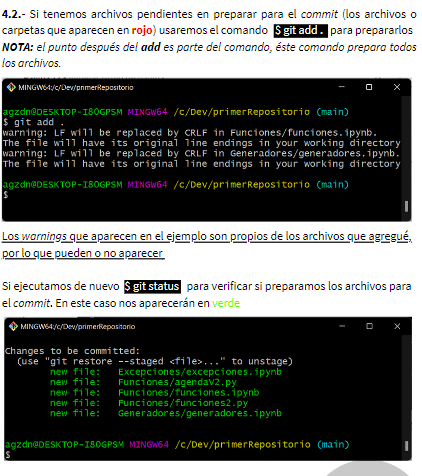 4.2.- Si tenemos archivos pendientes en preparar para el commit (los archivos o
carpetas que aparecen en rojo) usaremos el comando $ git add . para prepararlos
NOTA: el punto después del add es parte del comando, éste comando prepara todos
los archivos.
MINGW64:/c/Dev/primerRepositorio
agzdn@DESKTOP-I8OGPSM MINGW64 /c/Dev/primerRepositorio (main)
$ git add .
warning: LF will be replaced by CRLF in Funciones/funciones.ipynb.
The file will have its original line endings in your working directory
warning: LF will be replaced by CRLF in Generadores/generadores.ipynb.
The file will have its original line endings in your working directory
agzdn@DESKTOP-I8OGPSM MINGW64 /c/Dev/primerRepositorio (main)
$
Los warnings que aparecen en el ejemplo son propios de los archivos que agregué,
por lo que pueden o no aparecer
Si ejecutamos de nuevo $ git status para verificar si preparamos los archivos para
el commit. En este caso nos aparecerán en verde
MINGW64:/c/Dev/primerRepositorio
Changes to be committed:
(use "git restore --staged <file>..." to unstage)
new file: Excepciones/excepciones.ipynb
new file: Funciones/agendaV2.py
new file: Funciones/funciones.ipynb
new file: Funciones/funciones2.py
new file: Generadores/generadores.ipynb
agzdn@DESKTOP-I8OGPSM MINGW64 /c/Dev/primerRepositorio (main)
$